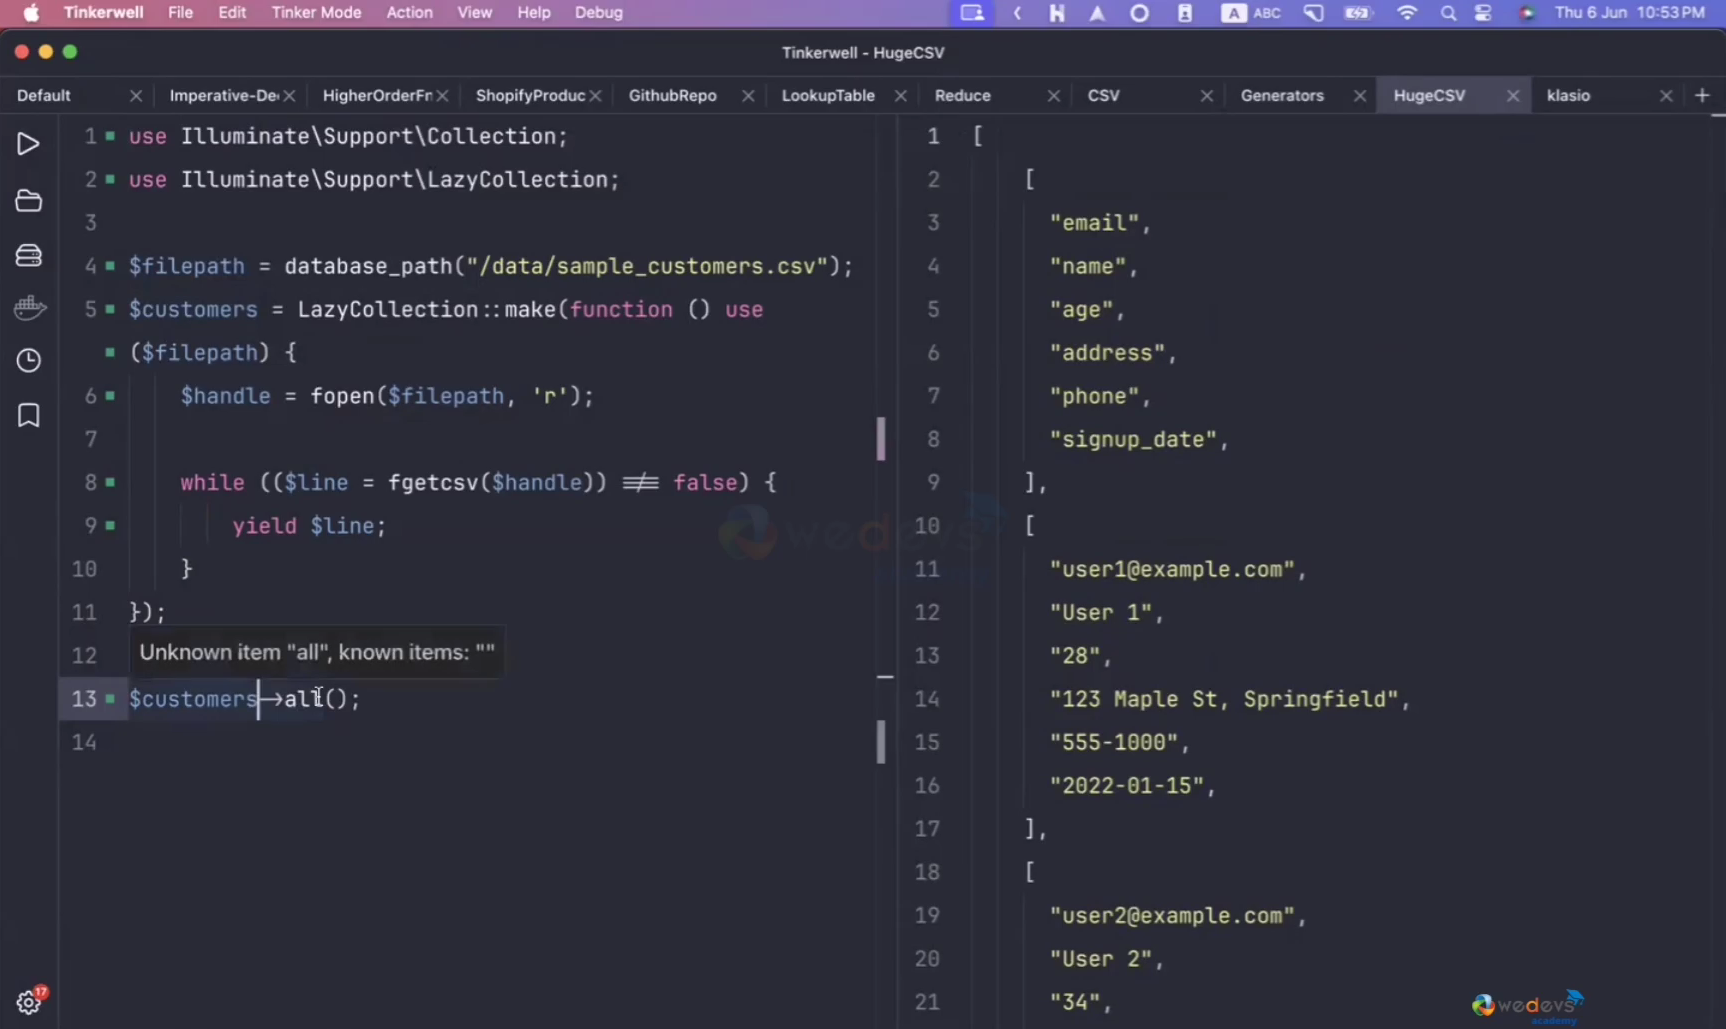 Tinkerwell File Edit Tinker Mode Action View Help Debug A ABC Thu 6 Jun 10:53 PM
Tinkerwell - HugeCSV
Default Imperative-De HigherOrderFn ShopifyProduc GithubRepo LookupTable Reduce CSV Generators HugeCSV klasio
1 use Illuminate\Support\Collection;
2 use Illuminate\Support\LazyCollection;
3
4 $filepath = database_path("/data/sample_customers.csv");
5 $customers = LazyCollection::make(function () use
($filepath) {
6 $handle = fopen($filepath, 'r');
7
8 while (($line = fgetcsv($handle)) !== false) {
9 yield $line;
10 }
11 });
12 Unknown item "all", known items: ""
13 $customers->all();
14
1 [
2 [
3 "email",
4 "name",
5 "age",
6 "address",
7 "phone",
8 "signup_date",
9 ],
10 [
11 "user1@example.com",
12 "User 1",
13 "28",
14 "123 Maple St, Springfield",
15 "555-1000",
16 "2022-01-15",
17 ],
18 [
19 "user2@example.com",
20 "User 2",
21 "34",
wedevs
17
wedevs
academy